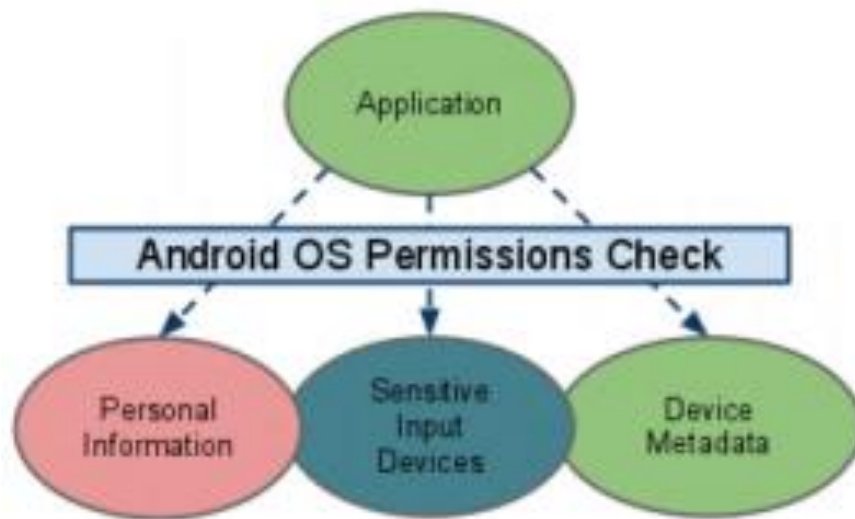 Application
Android OS Permissions Check
Personal
Information
Sensitive
Input
Devices
Device
Metadata